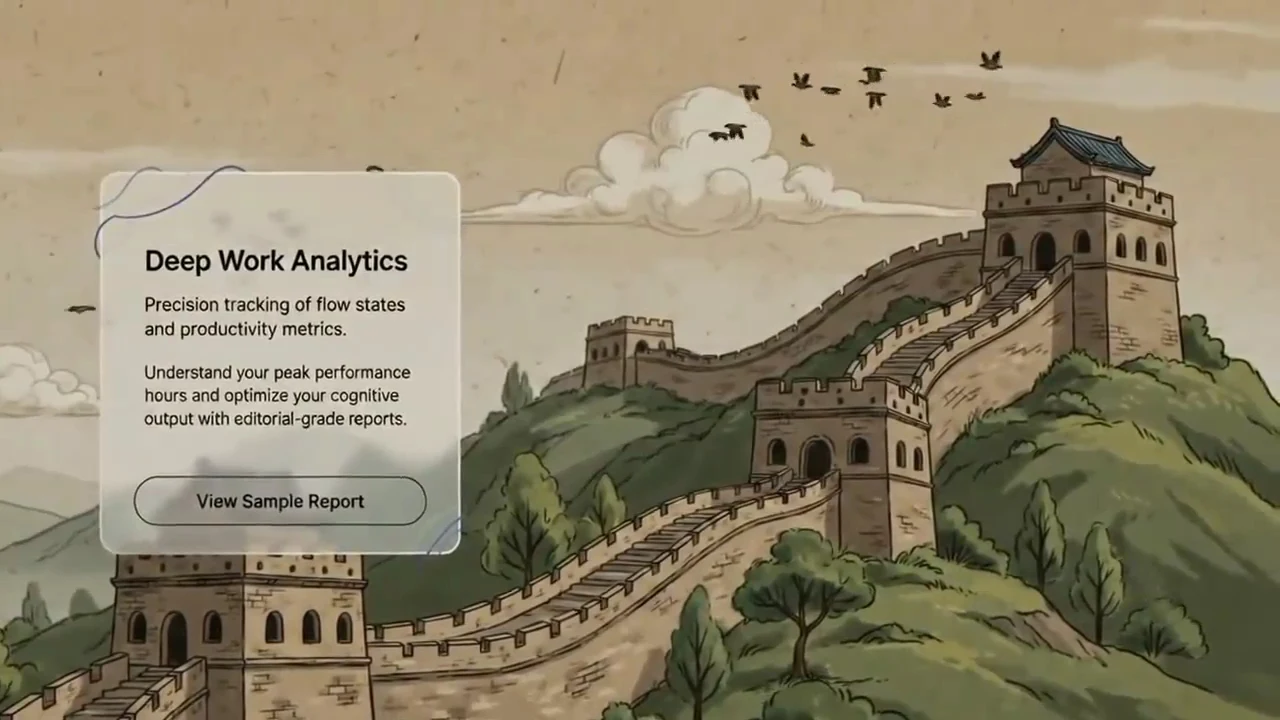 Deep Work Analytics
Precision tracking of flow states
and productivity metrics.
Understand your peak performance
hours and optimize your cognitive
output with editorial-grade reports.
View Sample Report